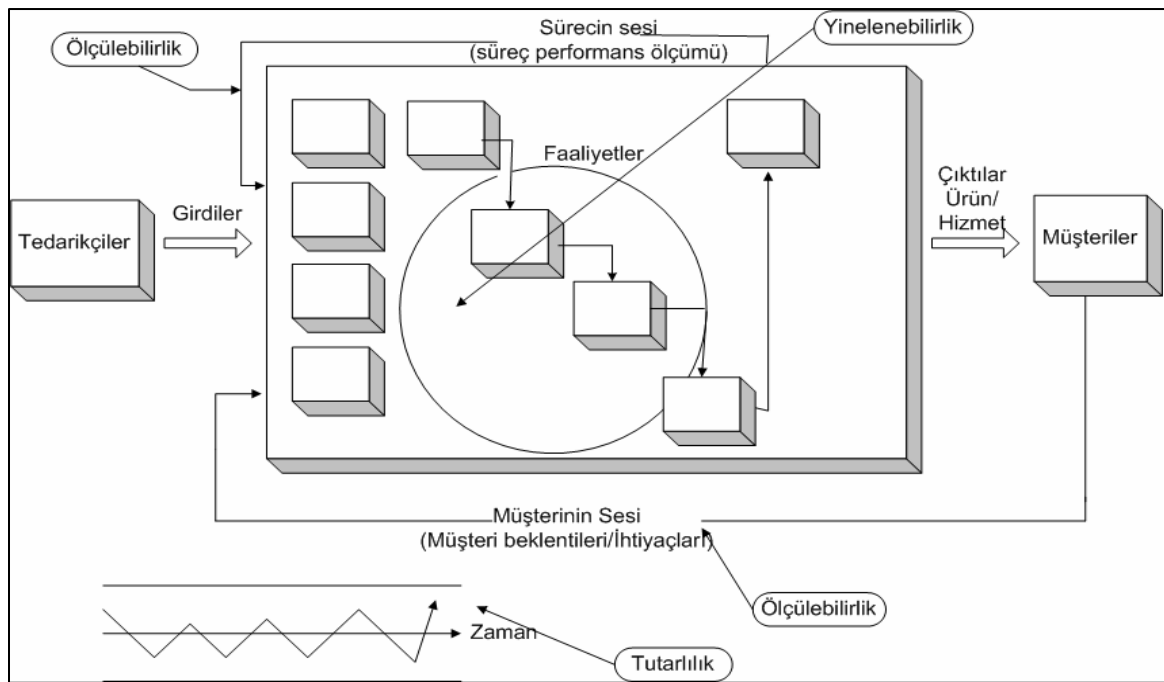 Sürecin sesi
(süreç performans ölçümü)
Yinelenebilirlik
Ölçülebilirlik
Faaliyetler
Girdiler
Tedarikçiler
Çıktılar
Ürün/
Hizmet
Müşteriler
Müşterinin Sesi
(Müşteri beklentileri/İhtiyaçları)
Ölçülebilirlik
Zaman
Tutarlılık